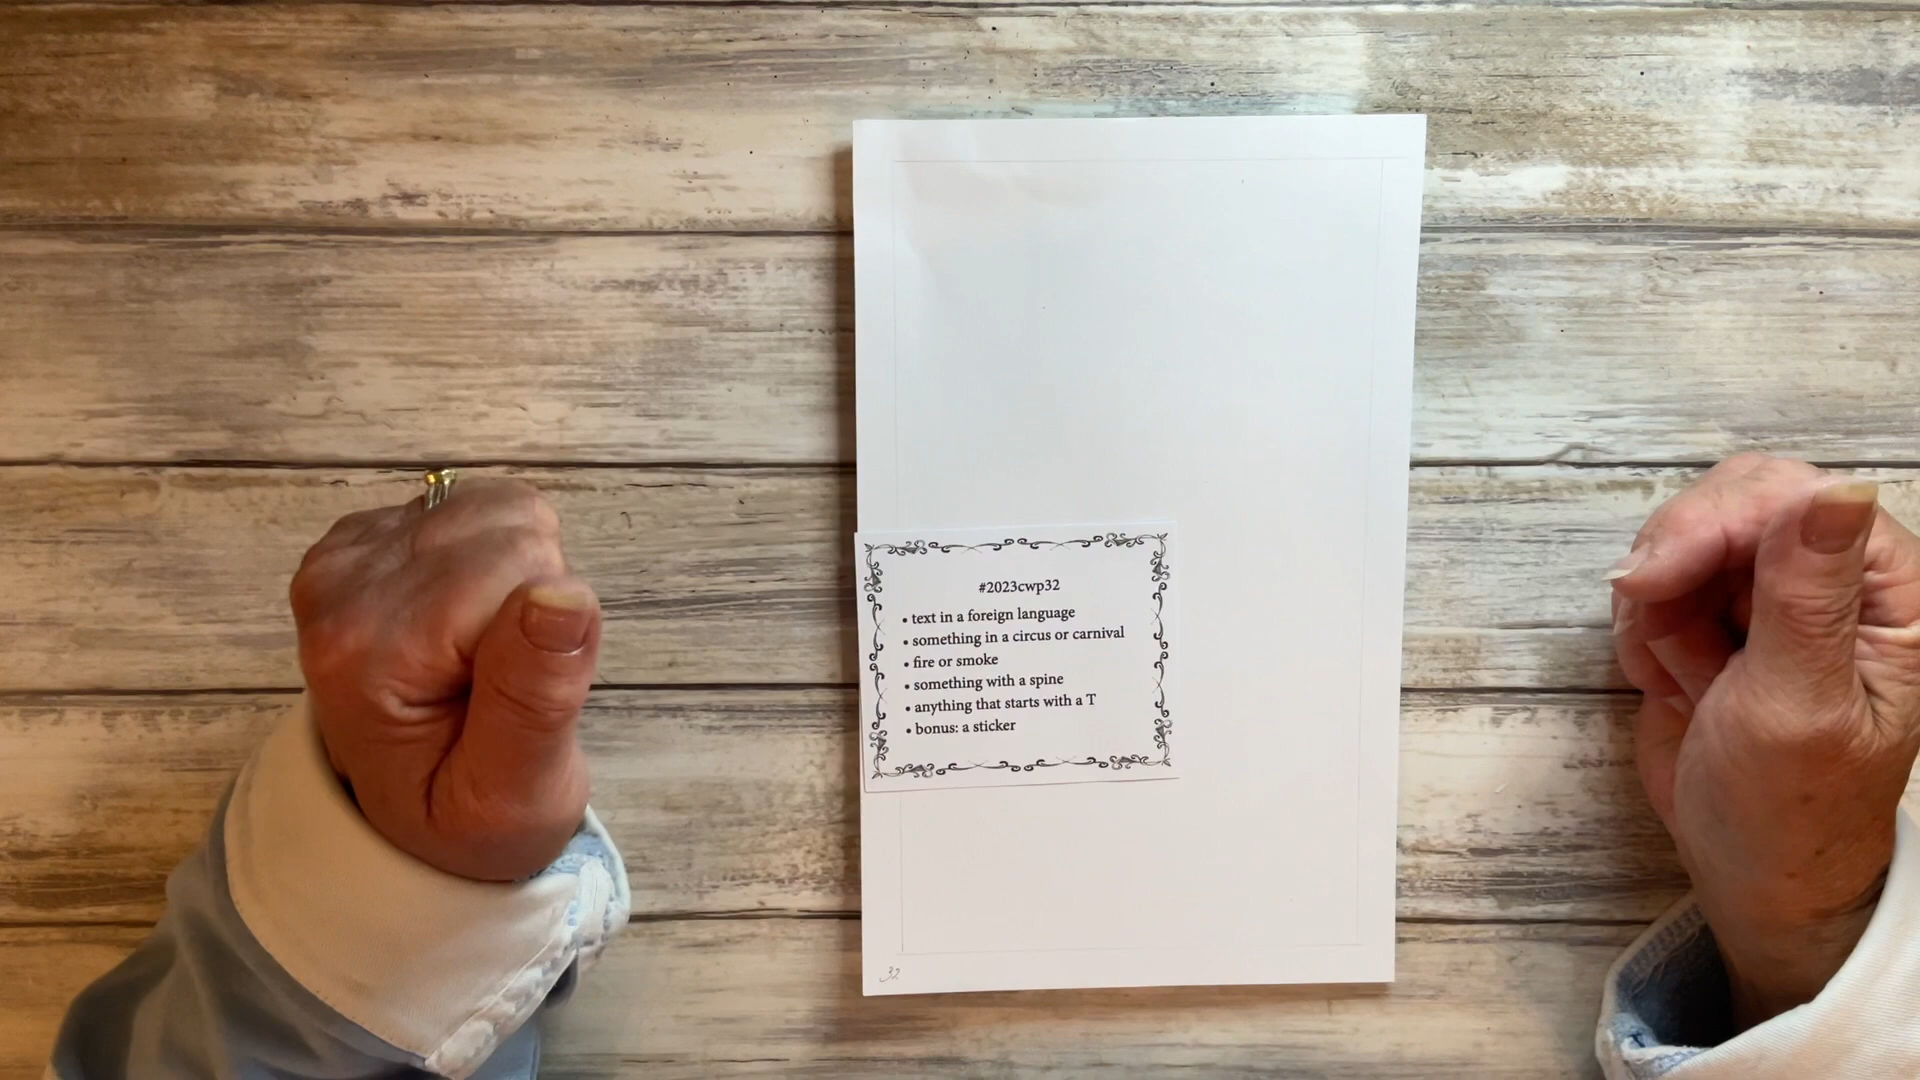 #2023cwp32
• text in a foreign language
• something in a circus or carnival
• fire or smoke
• something with a spine
• anything that starts with a T
• bonus: a sticker
32